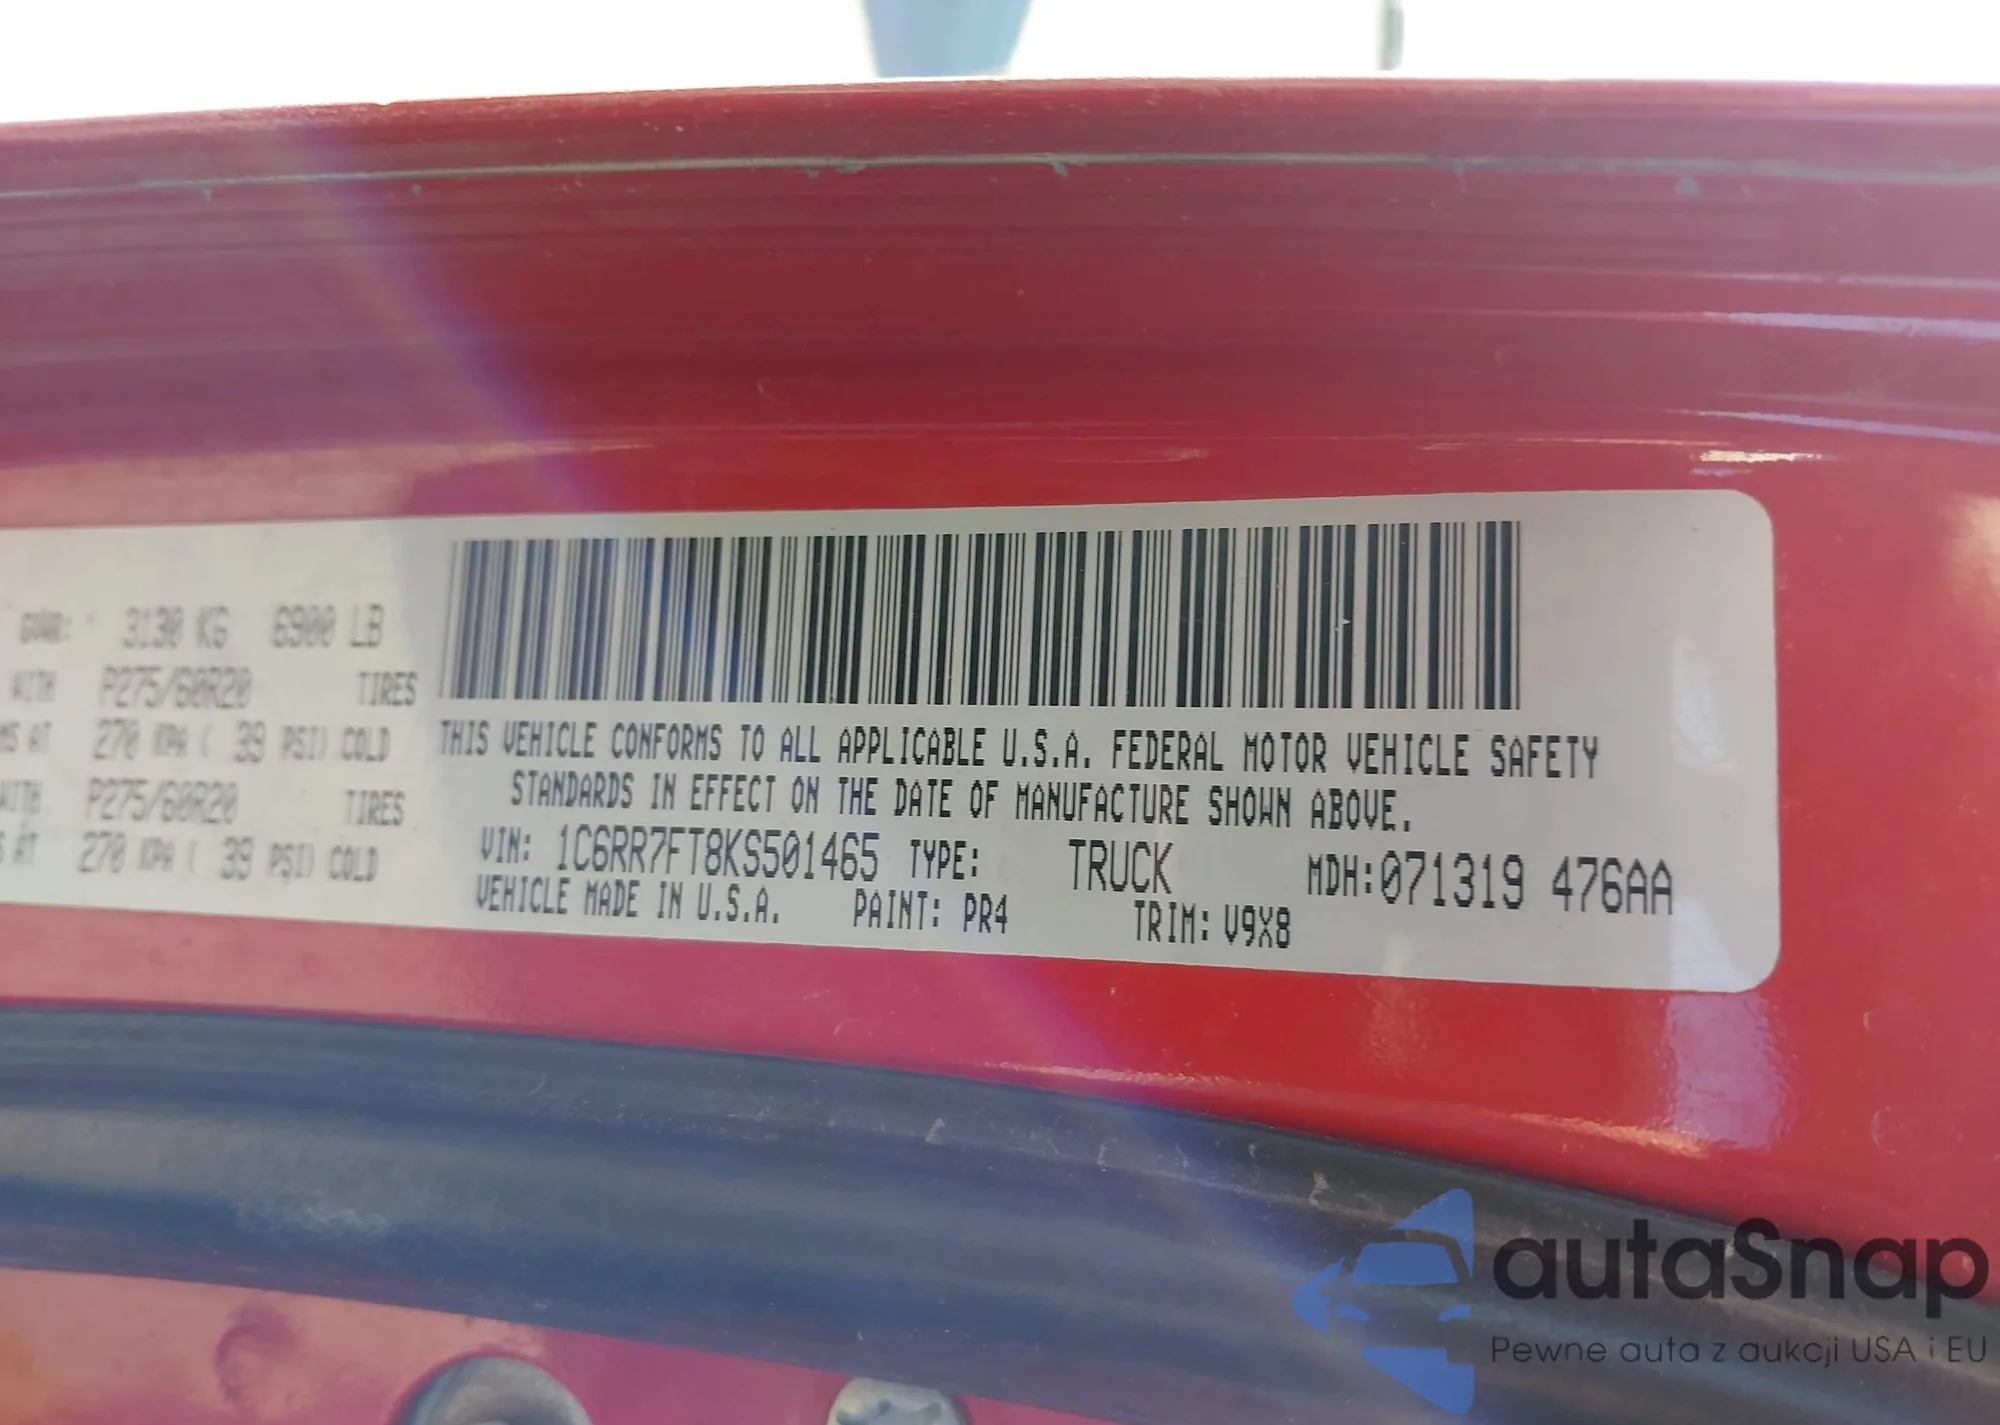 GVWR: 3130 KG 6900 LB
WITH P275/60R20 TIRES
MS AT 270 KPA ( 39 PSI) COLD
WITH P275/60R20 TIRES
S AT 270 KPA ( 39 PSI) COLD
THIS VEHICLE CONFORMS TO ALL APPLICABLE U.S.A. FEDERAL MOTOR VEHICLE SAFETY
STANDARDS IN EFFECT ON THE DATE OF MANUFACTURE SHOWN ABOVE.
VIN: 1C6RR7FT8KS501465 TYPE: TRUCK MDH:071319 476AA
VEHICLE MADE IN U.S.A. PAINT: PR4 TRIM: V9X8
autaSnap
Pewne auta z aukcji USA i EU